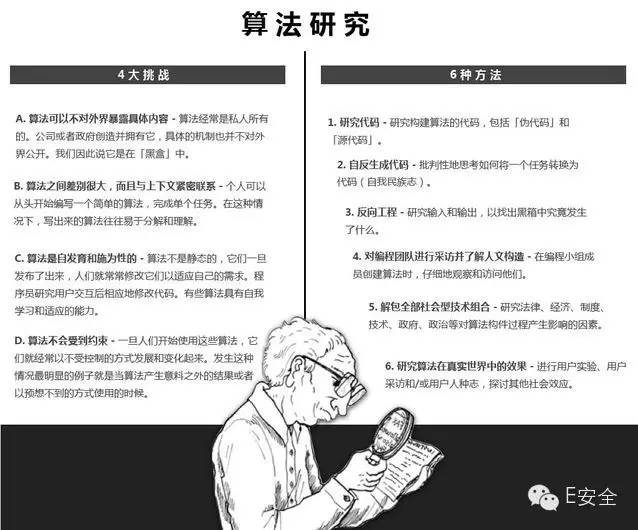 算法研究
4大挑战
A. 算法可以不对外界暴露具体内容 - 算法经常是私人所有
的。公司或者政府创造并拥有它，具体的机制也并不对外
界公开。我们因此说它是在「黑盒」中。
B. 算法之间差别很大，而且与上下文紧密联系 - 个人可以
从头开始编写一个简单的算法，完成单个任务。在这种情
况下，写出来的算法往往易于分解和理解。
C. 算法是自发育和施为性的 - 算法不是静态的，它们一旦
发布了出来，人们就常常修改它们以适应自己的需求。程
序员研究用户交互后相应地修改代码。有些算法具有自我
学习和适应的能力。
D. 算法不会受到约束 - 一旦人们开始使用这些算法，它
们就经常以不受控制的方式发展和变化起来。发生这种
情况最明显的例子就是当算法产生意料之外的结果或者
以预想不到的方式使用的时候。
6种方法
1. 研究代码 - 研究构建算法的代码，包括「伪代码」和
「源代码」。
2. 自反生成代码 - 批判性地思考如何将一个任务转换为
代码（自我民族志）。
3. 反向工程 - 研究输入和输出，以找出黑箱中究竟发生
了什么。
4. 对编程团队进行采访并了解人文构造 - 在编程小组成
员创建算法时，仔细地观察和访问他们。
5. 解包全部社会型技术组合 - 研究法律、经济、制度、
技术、政府、政治等对算法构件过程产生影响的因素。
6. 研究算法在真实世界中的效果 - 进行用户实验、用户
采访和/或用户人种志，探讨其他社会效应。
E安全